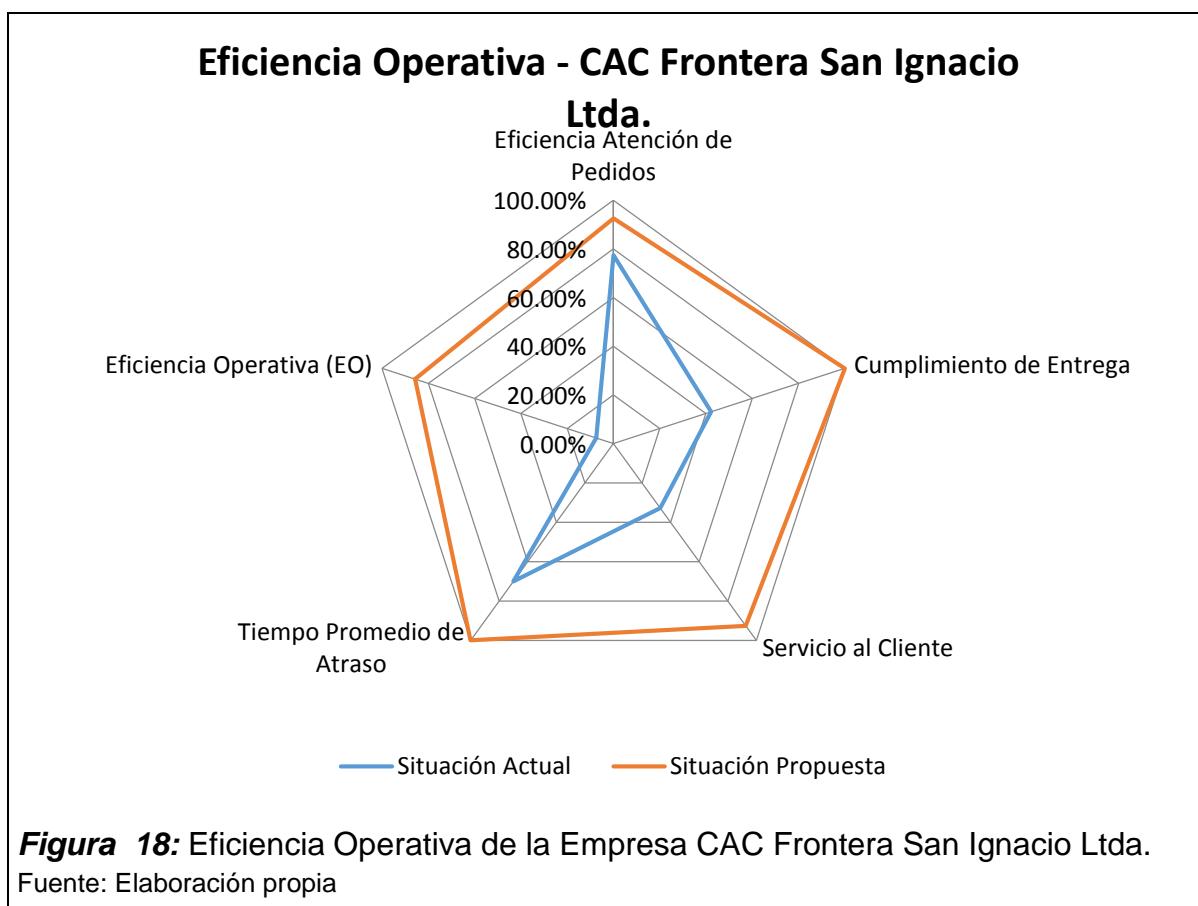 Eficiencia Operativa - CAC Frontera San Ignacio
Ltda.
Eficiencia Atención de
Pedidos
100.00%
80.00%
60.00%
40.00%
20.00%
0.00%
Cumplimiento de Entrega
Servicio al Cliente
Tiempo Promedio de
Atraso
Eficiencia Operativa (EO)
Situación Actual
Situación Propuesta
Figura 18: Eficiencia Operativa de la Empresa CAC Frontera San Ignacio Ltda.
Fuente: Elaboración propia